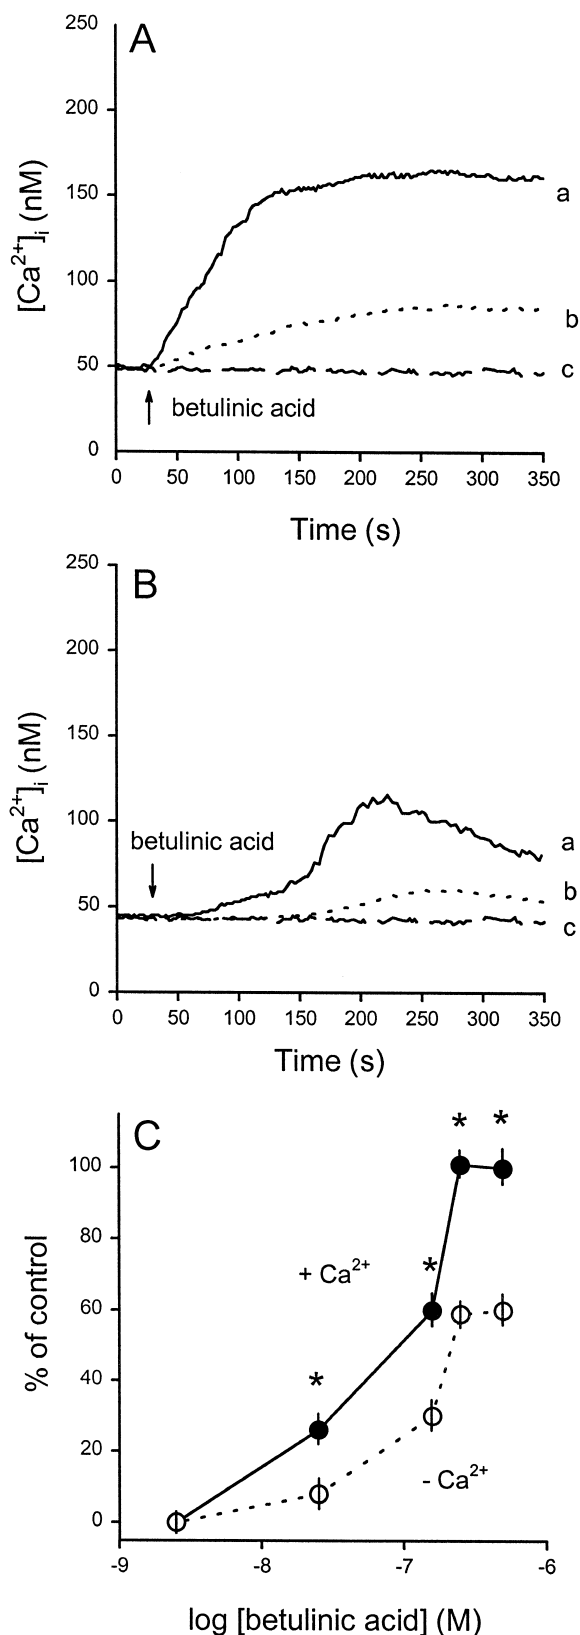 A
250
200
150
100
50
0
[Ca2+]i (nM)
a
b
c
betulinic acid
0 50 100 150 200 250 300 350
Time (s)
B
250
200
150
100
50
0
[Ca2+]i (nM)
betulinic acid
a
b
c
0 50 100 150 200 250 300 350
Time (s)
C
* *
100
80
60
40
20
0
% of control
*
+ Ca2+
*
- Ca2+
-9 -8 -7 -6
log [betulinic acid] (M)